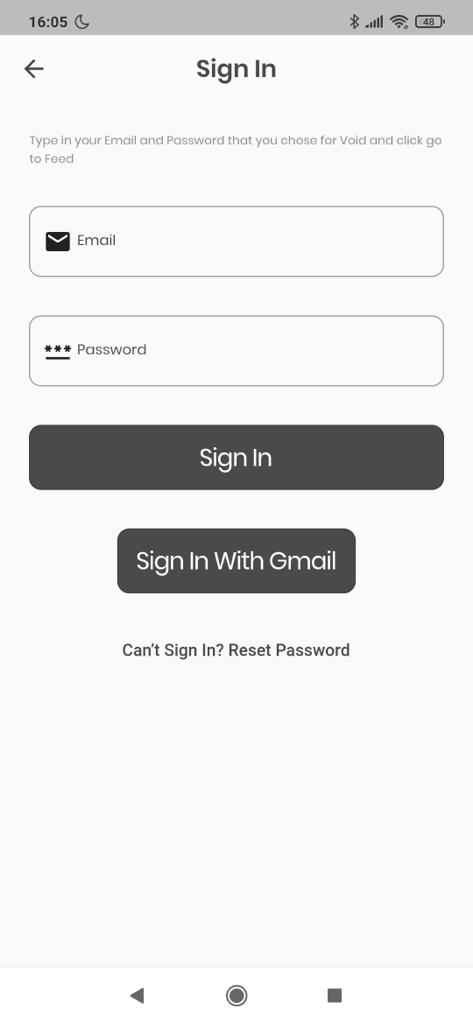 16:05 48
Sign In
Type in your Email and Password that you chose for Void and click go
to Feed
Email
*** Password
Sign In
Sign In With Gmail
Can't Sign In? Reset Password